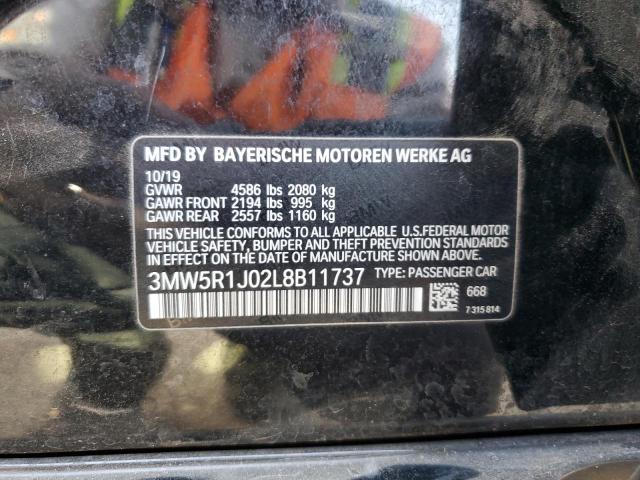 MFD BY BAYERISCHE MOTOREN WERKE AG
10/19
GVWR 4586 lbs 2080 kg
GAWR FRONT 2194 lbs 995 kg
GAWR REAR 2557 lbs 1160 kg
THIS VEHICLE CONFORMS TO ALL APPLICABLE U.S.FEDERAL MOTOR
VEHICLE SAFETY, BUMPER AND THEFT PREVENTION STANDARDS
IN EFFECT ON THE DATE OF MANUFACTURE SHOWN ABOVE.
3MW5R1J02L8B11737 TYPE: PASSENGER CAR
668
7 315 814